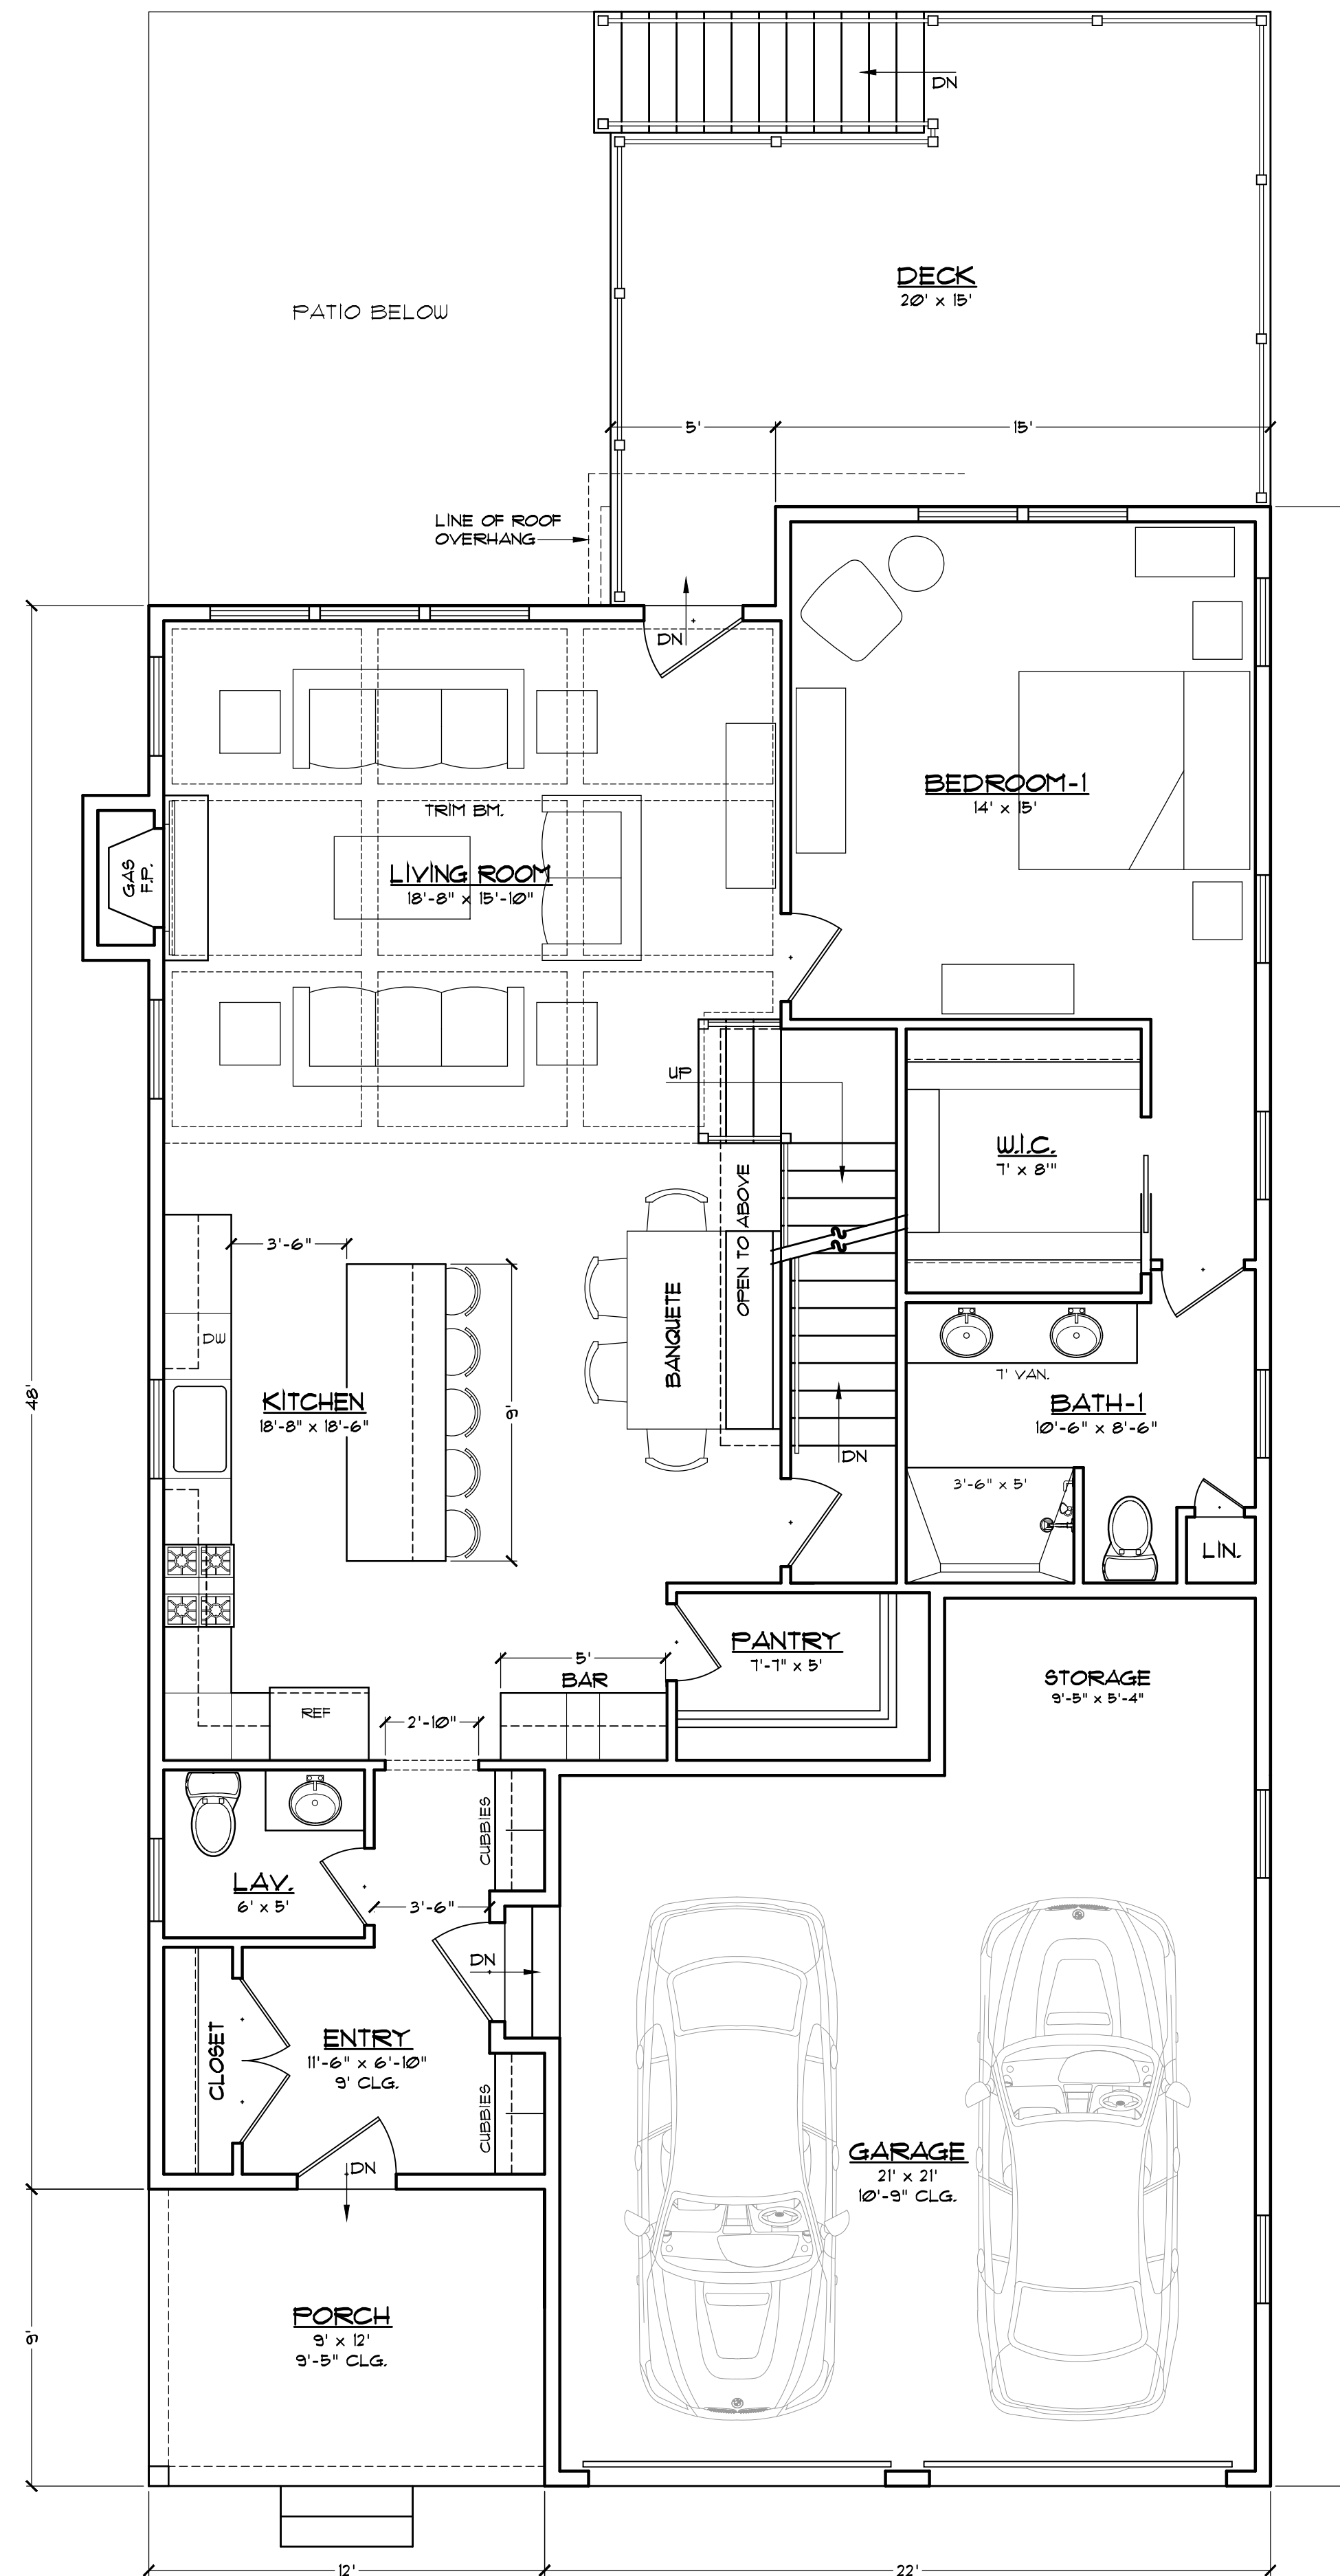 DN
DECK
20' x 15'
PATIO BELOW
5'
15'
LINE OF ROOF
OVERHANG
DN
BEDROOM-1
14' x 15'
TRIM BM.
GAS
F.P.
LIVING ROOM
18'-8" x 15'-10"
UP
W.I.C.
7' x 8'"
OPEN TO ABOVE
3'-6"
BANQUETE
DW
7' VAN.
KITCHEN
18'-8" x 18'-6"
9'
48'
BATH-1
10'-6" x 8'-6"
DN
3'-6" x 5'
LIN.
PANTRY
7'-7" x 5'
5'
BAR
STORAGE
9'-5" x 5'-4"
REF
2'-10"
CUBBIES
LAV.
6' x 5'
3'-6"
DN
CLOSET
ENTRY
11'-6" x 6'-10"
9' CLG.
CUBBIES
DN
GARAGE
21' x 21'
10'-9" CLG.
PORCH
9' x 12'
9'-5" CLG.
9'
12'
22'